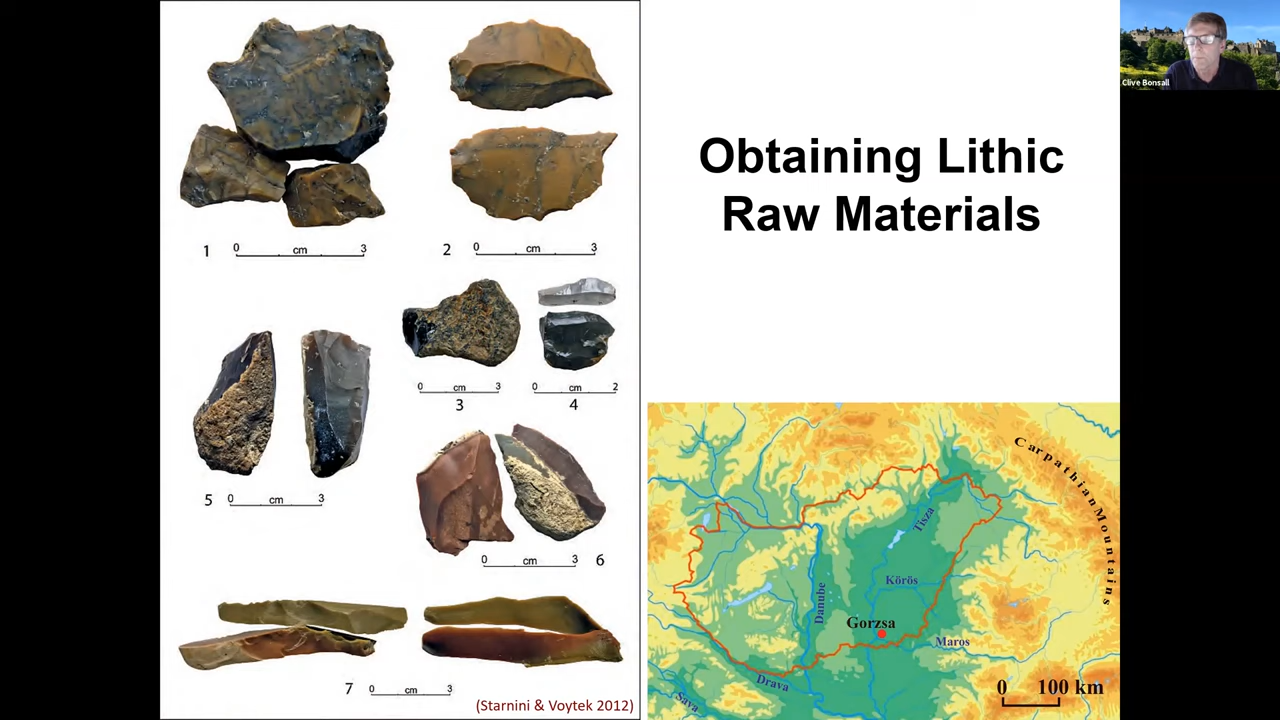 Obtaining Lithic
Raw Materials
Clive Bonsall
0 cm 3
1
0 cm 3
2
0 cm 3
3
0 cm 2
4
0 cm 3
5
0 cm 3
6
0 cm 3
7
(Starnini & Voytek 2012)
Carpathian Mountains
Tisza
Körös
Danube
Gorzsa
Maros
Drava
Sava
0 100 km